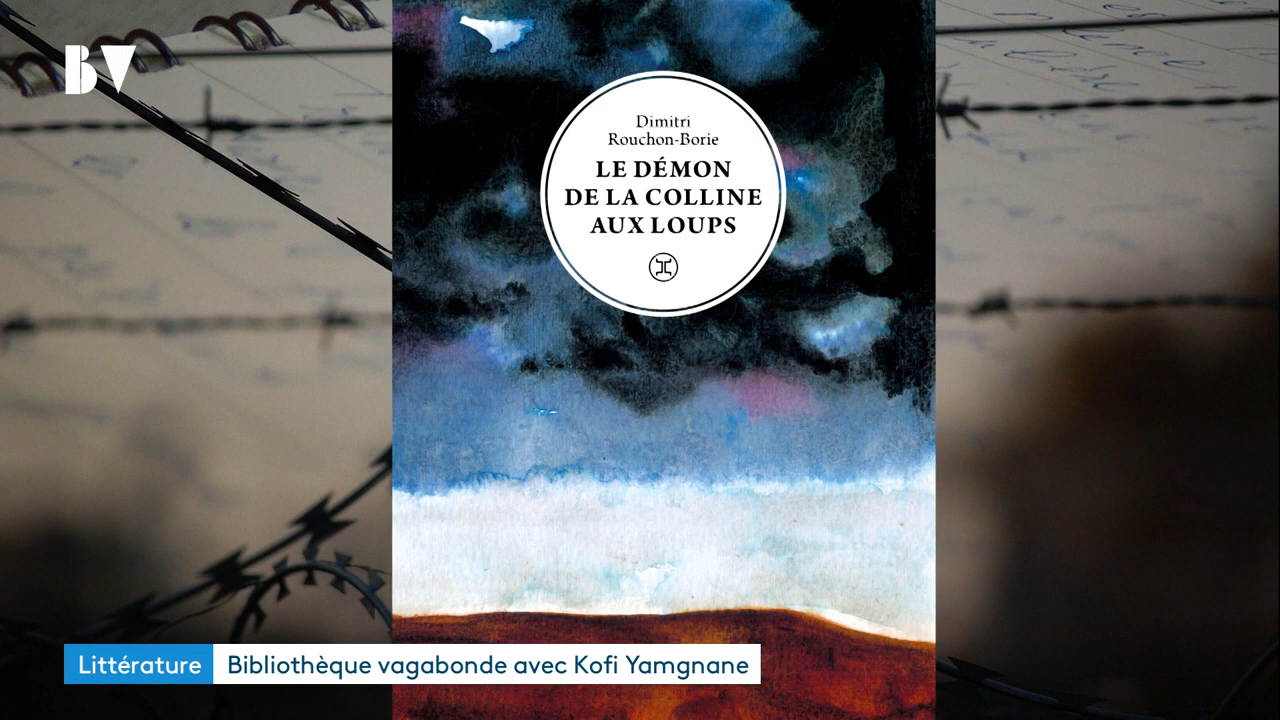 BV
Dimitri
Rouchon-Borie
LE DÉMON
DE LA COLLINE
AUX LOUPS
Littérature Bibliothèque vagabonde avec Kofi Yamgnane